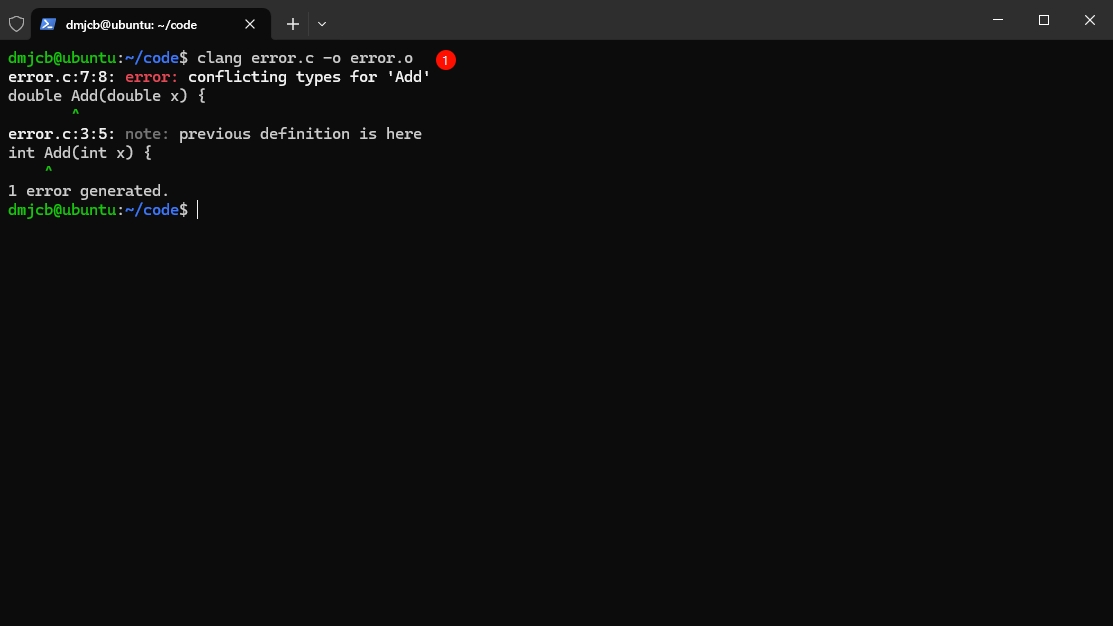 dmjcb@ubuntu: ~/code
dmjcb@ubuntu:~/code$ clang error.c -o error.o 1
error.c:7:8: error: conflicting types for 'Add'
double Add(double x) {
^
error.c:3:5: note: previous definition is here
int Add(int x) {
^
1 error generated.
dmjcb@ubuntu:~/code$